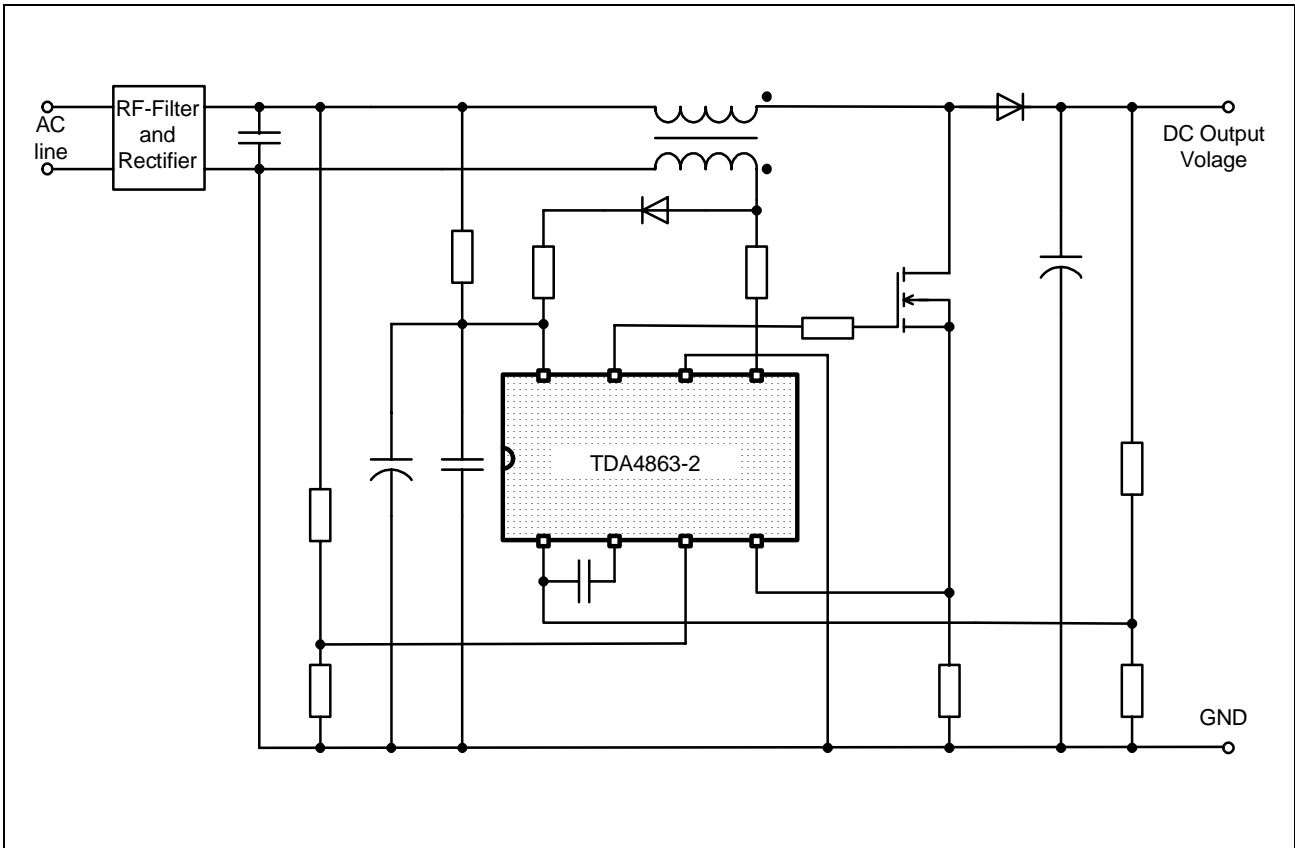 AC
line
RF-Filter
and
Rectifier
DC Output
Volage
TDA4863-2
GND